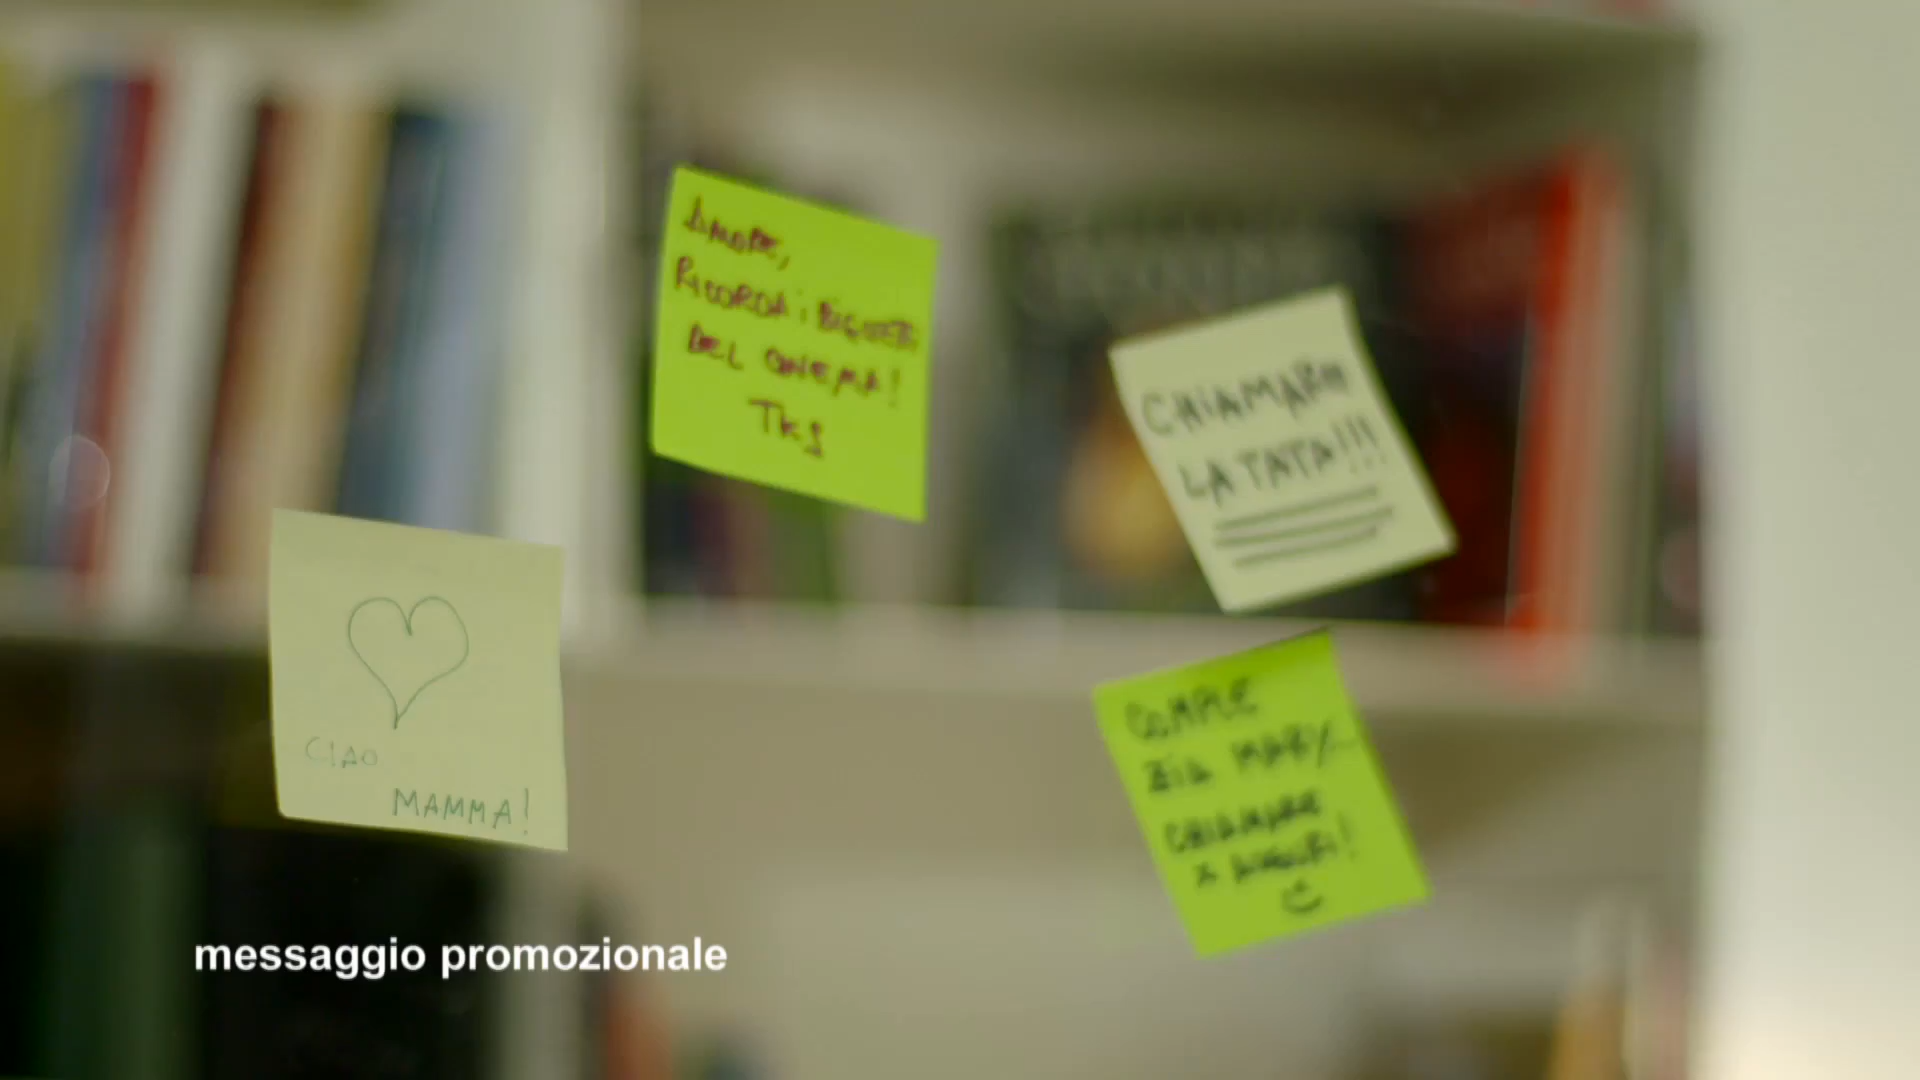 AMORE,
RICORDA i BIGLIETTI
DEL CINEMA!
TKS
CHIAMARE
LA TATA!!!
CIAO
MAMMA!
COMPLE
ZIA MARY
CHIAMARE
X AUGURI!
messaggio promozionale